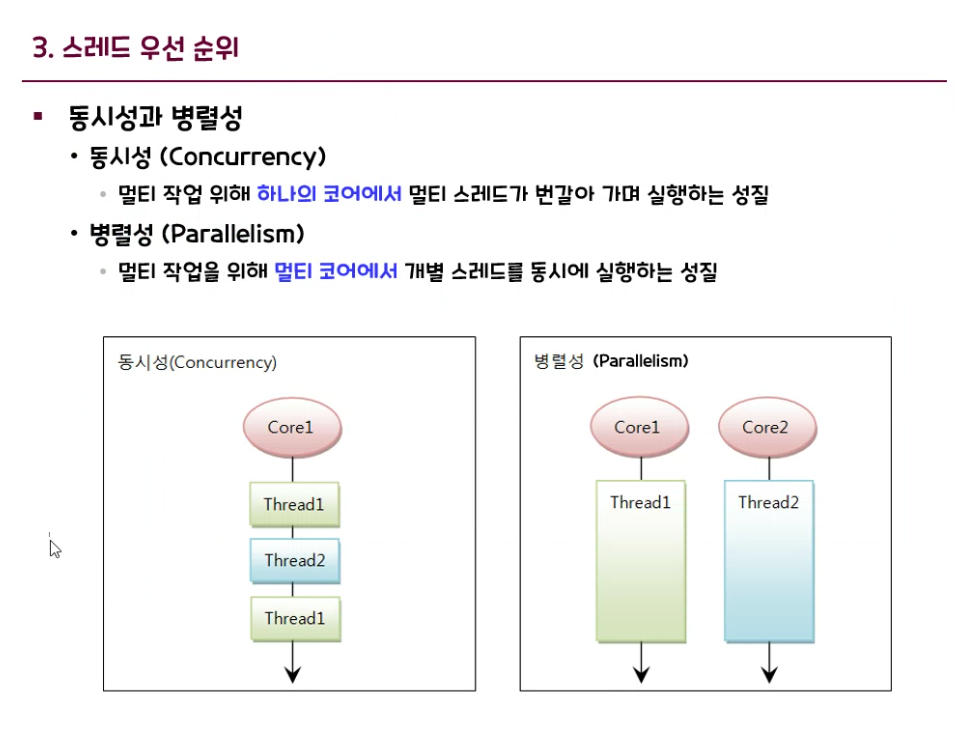 3. 스레드 우선 순위
동시성과 병렬성
동시성 (Concurrency)
멀티 작업 위해 하나의 코어에서 멀티 스레드가 번갈아 가며 실행하는 성질
병렬성 (Parallelism)
멀티 작업을 위해 멀티 코어에서 개별 스레드를 동시에 실행하는 성질
동시성(Concurrency)
Core1
Thread1
Thread2
Thread1
병렬성 (Parallelism)
Core1 Core2
Thread1 Thread2